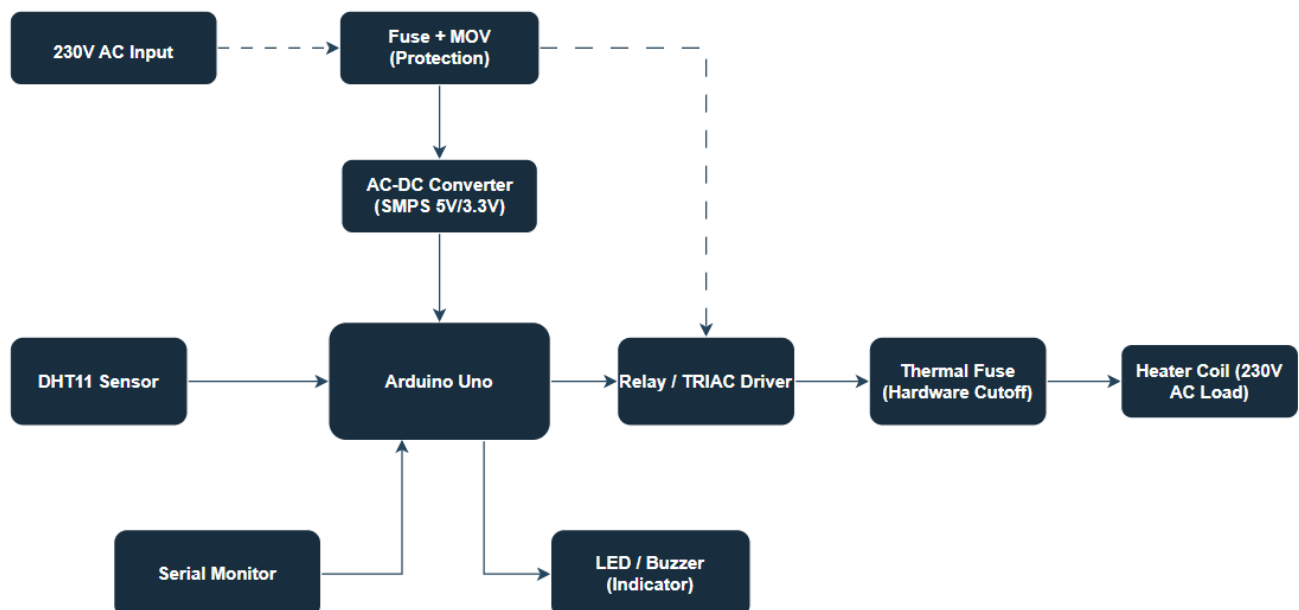 230V AC Input
Fuse + MOV
(Protection)
AC-DC Converter
(SMPS 5V/3.3V)
DHT11 Sensor
Arduino Uno
Relay / TRIAC Driver
Thermal Fuse
(Hardware Cutoff)
Heater Coil (230V
AC Load)
Serial Monitor
LED / Buzzer
(Indicator)